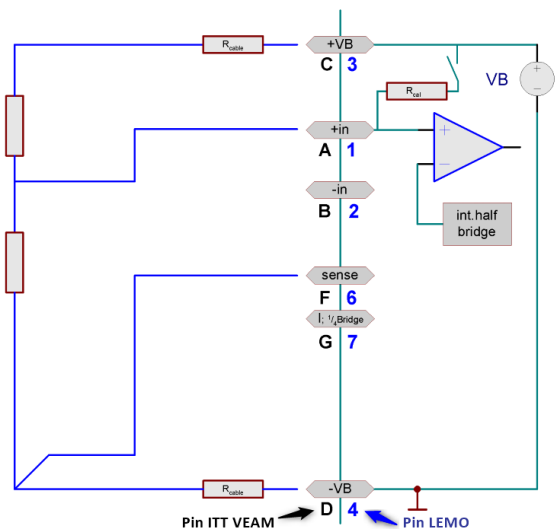 Rcable
+VB
C 3
VB
+
−
Rcal
+in
A 1
+
−
-in
B 2
int.half
bridge
sense
F 6
I; 1/4Bridge
G 7
Rcable
-VB
D 4
Pin ITT VEAM
Pin LEMO